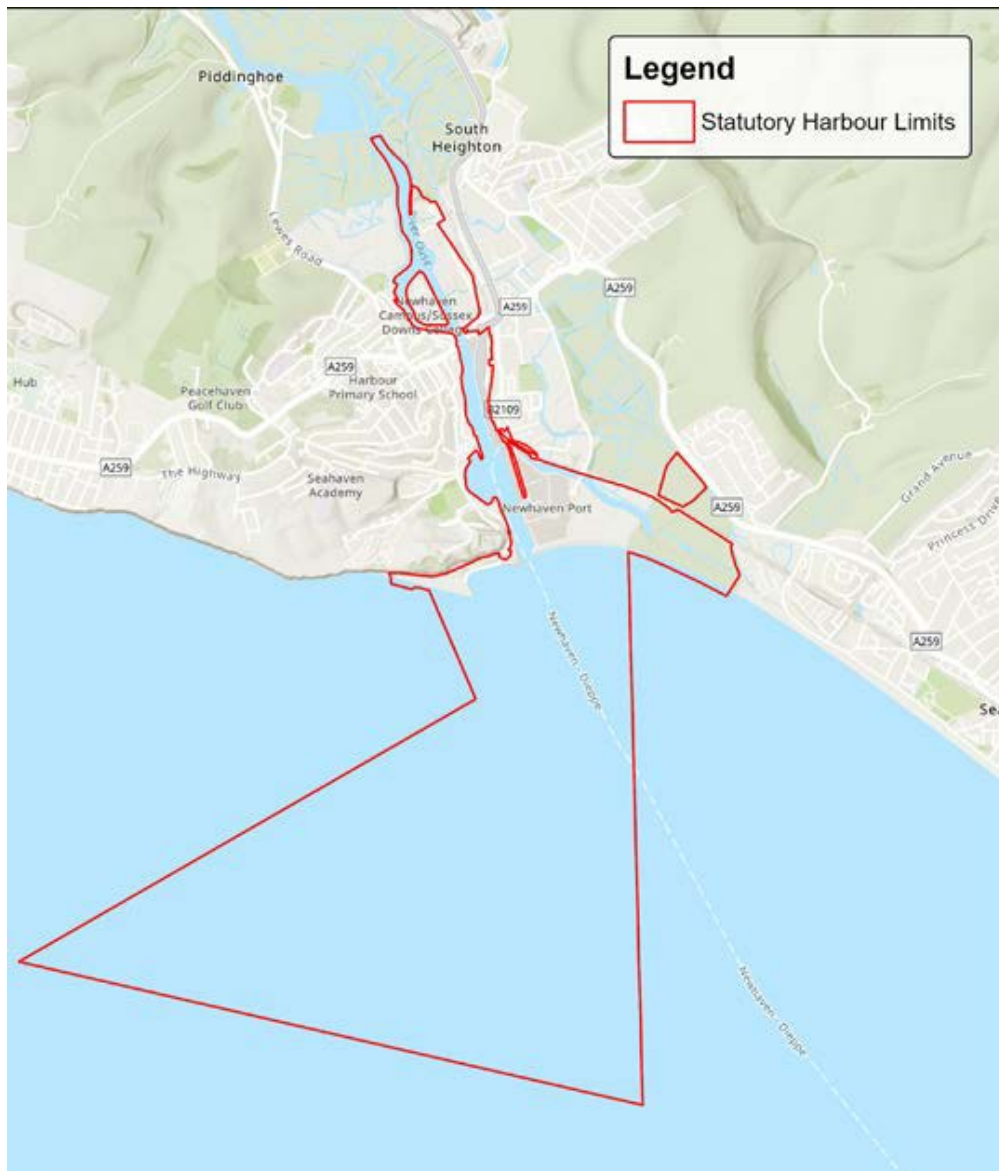 Legend
Statutory Harbour Limits
Piddinghoe
South
Heighton
Lewes Road
River Ouse
Newhaven
Campus/Sussex
Downs College
A259
A259
A259
Hub
Peacehaven
Golf Club
Harbour
Primary School
B2109
A259
The Highway
Seahaven
Academy
Newhaven Port
A259
Grand Avenue
Princess Drive
A259
Newhaven - Dieppe
Sea
Newhaven - Dieppe